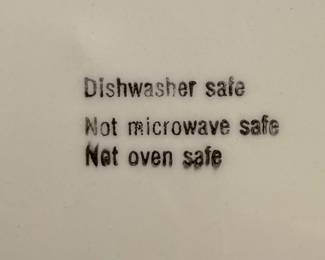 Dishwasher safe
Not microwave safe
Not oven safe